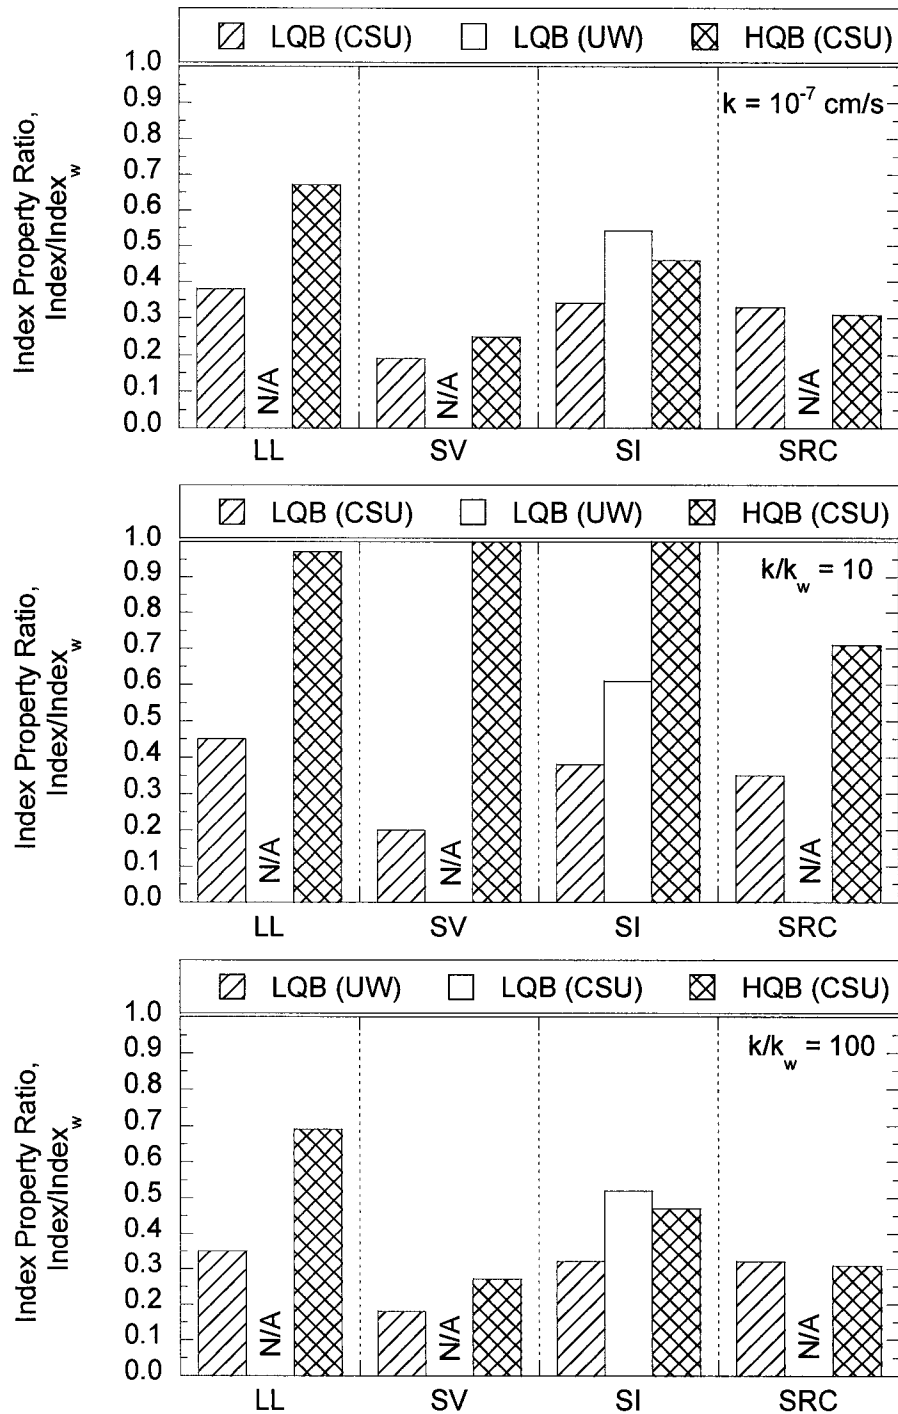 LQB (CSU) LQB (UW) HQB (CSU)
Index Property Ratio,
Index/Index_w
1.0
0.9
0.8
0.7
0.6
0.5
0.4
0.3
0.2
0.1
0.0
k = 10^-7 cm/s
N/A N/A N/A
LL SV SI SRC
LQB (CSU) LQB (UW) HQB (CSU)
Index Property Ratio,
Index/Index_w
1.0
0.9
0.8
0.7
0.6
0.5
0.4
0.3
0.2
0.1
0.0
k/k_w = 10
N/A N/A N/A
LL SV SI SRC
LQB (UW) LQB (CSU) HQB (CSU)
Index Property Ratio,
Index/Index_w
1.0
0.9
0.8
0.7
0.6
0.5
0.4
0.3
0.2
0.1
0.0
k/k_w = 100
N/A N/A N/A
LL SV SI SRC